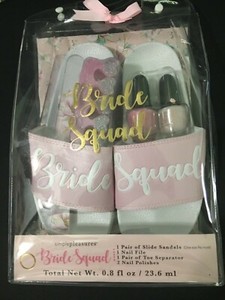 Bride
Squad
Bride Squad
simplepleasures
Bride Squad
1 Pair of Slide Sandals
1 Nail File
1 Pair of Toe Separator
2 Nail Polishes
Total Net Wt. 0.8 fl oz / 23.6 ml